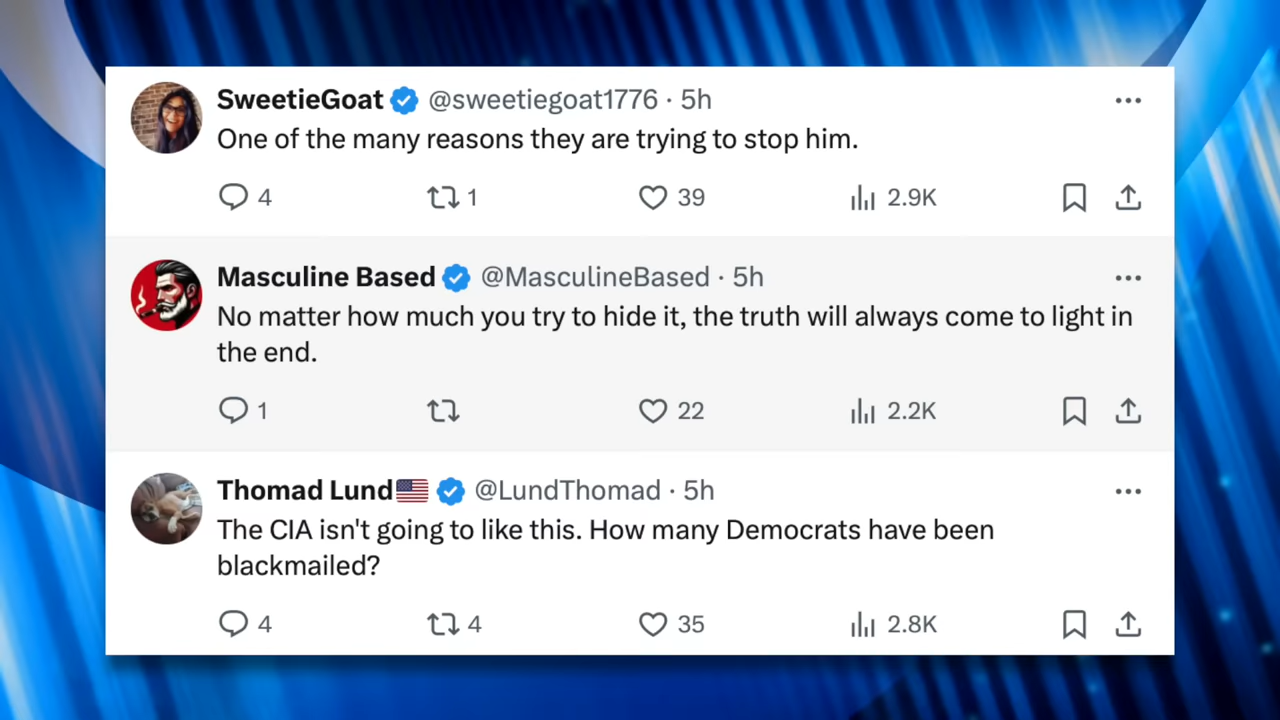 SweetieGoat @sweetiegoat1776 · 5h
One of the many reasons they are trying to stop him.
4 1 39 2.9K
Masculine Based @MasculineBased · 5h
No matter how much you try to hide it, the truth will always come to light in
the end.
1 22 2.2K
Thomad Lund🇺🇸 @LundThomad · 5h
The CIA isn't going to like this. How many Democrats have been
blackmailed?
4 4 35 2.8K